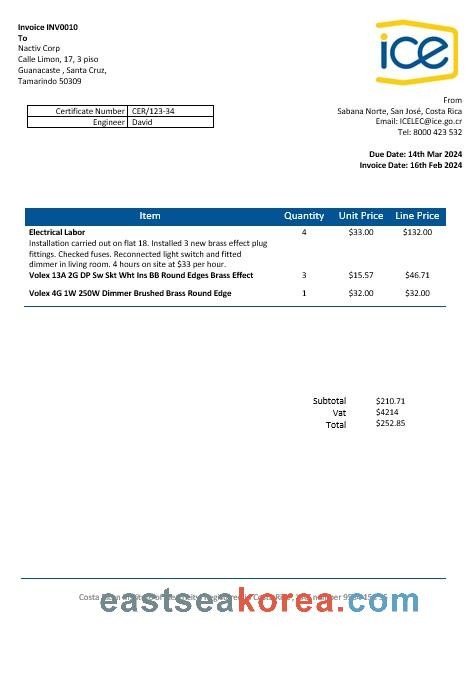 Invoice INV0010
To
Nactiv Corp
Calle Limon, 17, 3 piso
Guanacaste , Santa Cruz,
Tamarindo 50309
ice
Certificate Number CER/123-34
Engineer David
From
Sabana Norte, San José, Costa Rica
Email: ICELEC@ice.go.cr
Tel: 8000 423 532
Due Date: 14th Mar 2024
Invoice Date: 16th Feb 2024
Item Quantity Unit Price Line Price
Electrical Labor 4 $33.00 $132.00
Installation carried out on flat 18. Installed 3 new brass effect plug
fittings. Checked fuses. Reconnected light switch and fitted
dimmer in living room. 4 hours on site at $33 per hour.
Volex 13A 2G DP Sw Skt Wht Ins BB Round Edges Brass Effect 3 $15.57 $46.71
Volex 4G 1W 250W Dimmer Brushed Brass Round Edge 1 $32.00 $32.00
Subtotal $210.71
Vat $4214
Total $252.85
Costa
eastseakorea.com